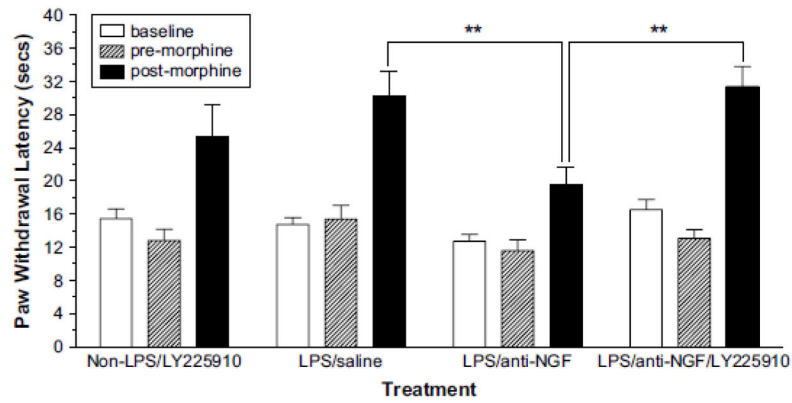 40
36
32
28
24
20
16
12
8
4
0
Paw Withdrawal Latency (secs)
baseline
pre-morphine
post-morphine
**
**
Non-LPS/LY225910
LPS/saline
LPS/anti-NGF
LPS/anti-NGF/LY225910
Treatment